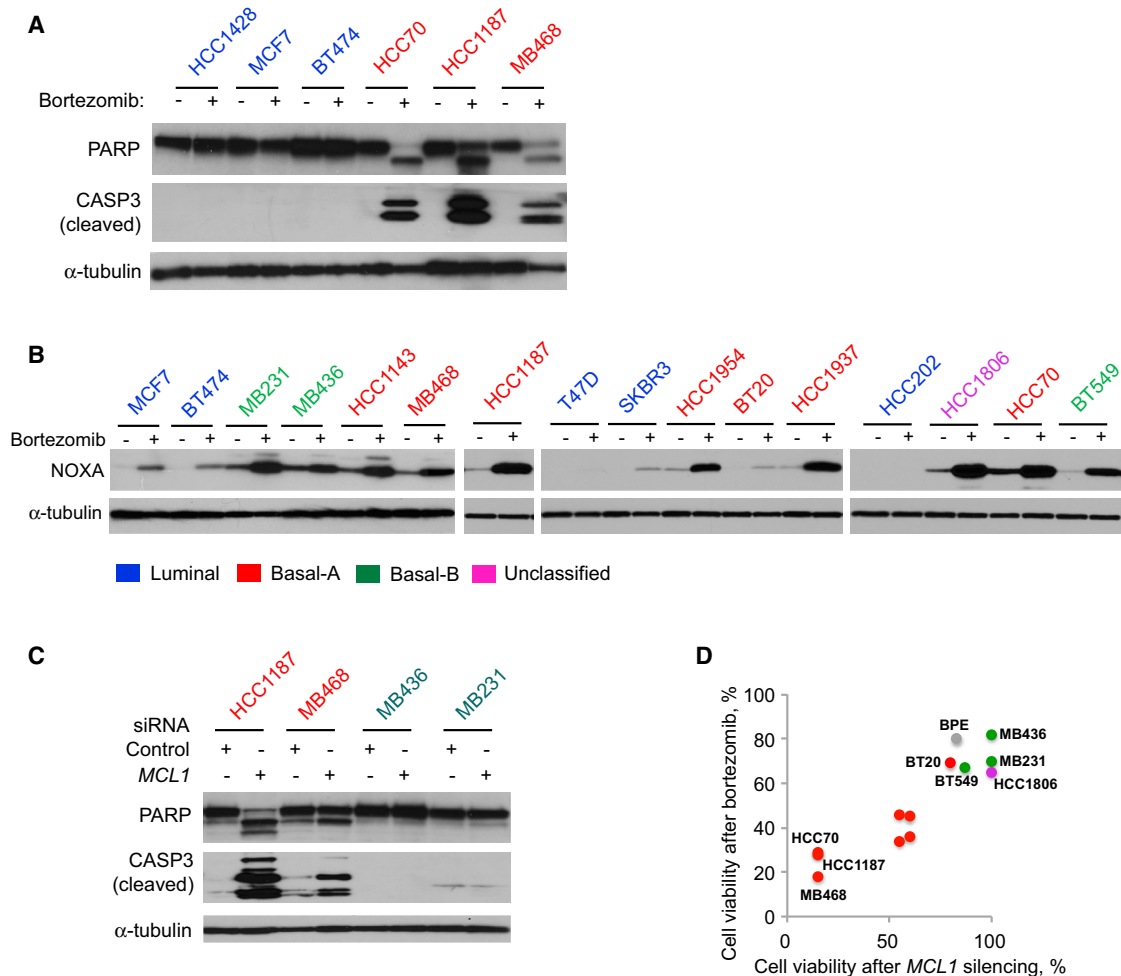 A
HCC1428 MCF7 BT474 HCC70 HCC1187 MB468
Bortezomib: - + - + - + - + - + - +
PARP
CASP3
(cleaved)
α-tubulin
B
MCF7 BT474 MB231 MB436 HCC1143 MB468 HCC1187 T47D SKBR3 HCC1954 BT20 HCC1937 HCC202 HCC1806 HCC70 BT549
Bortezomib - + - + - + - + - + - + - + - + - + - + - + - + - + - + - + - +
NOXA
α-tubulin
Luminal Basal-A Basal-B Unclassified
C
HCC1187 MB468 MB436 MB231
siRNA
Control + - + - + - + -
MCL1 - + - + - + - +
PARP
CASP3
(cleaved)
α-tubulin
D
Cell viability after bortezomib, %
100
80
60
40
20
0
BPE
MB436
BT20
MB231
BT549
HCC1806
HCC70
HCC1187
MB468
0 50 100
Cell viability after MCL1 silencing, %